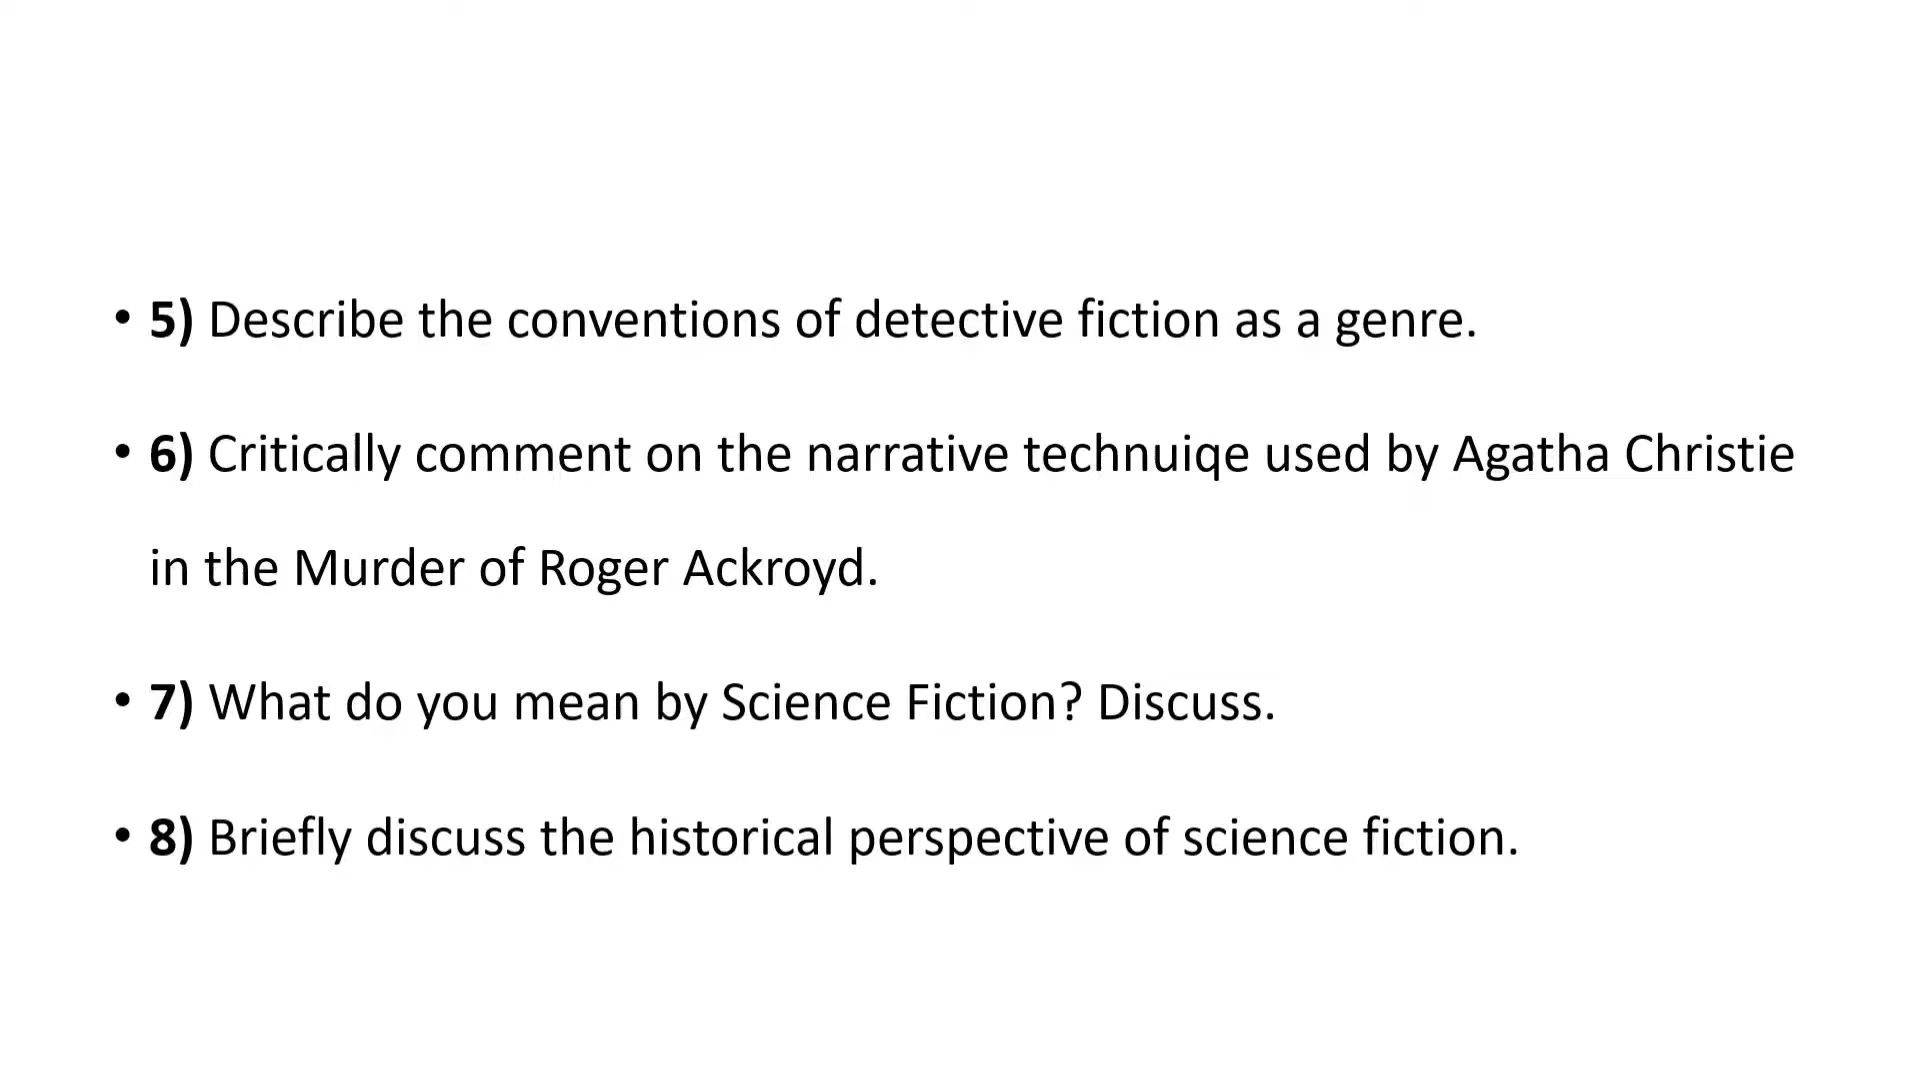 • 5) Describe the conventions of detective fiction as a genre.
• 6) Critically comment on the narrative technuiqe used by Agatha Christie
in the Murder of Roger Ackroyd.
• 7) What do you mean by Science Fiction? Discuss.
• 8) Briefly discuss the historical perspective of science fiction.